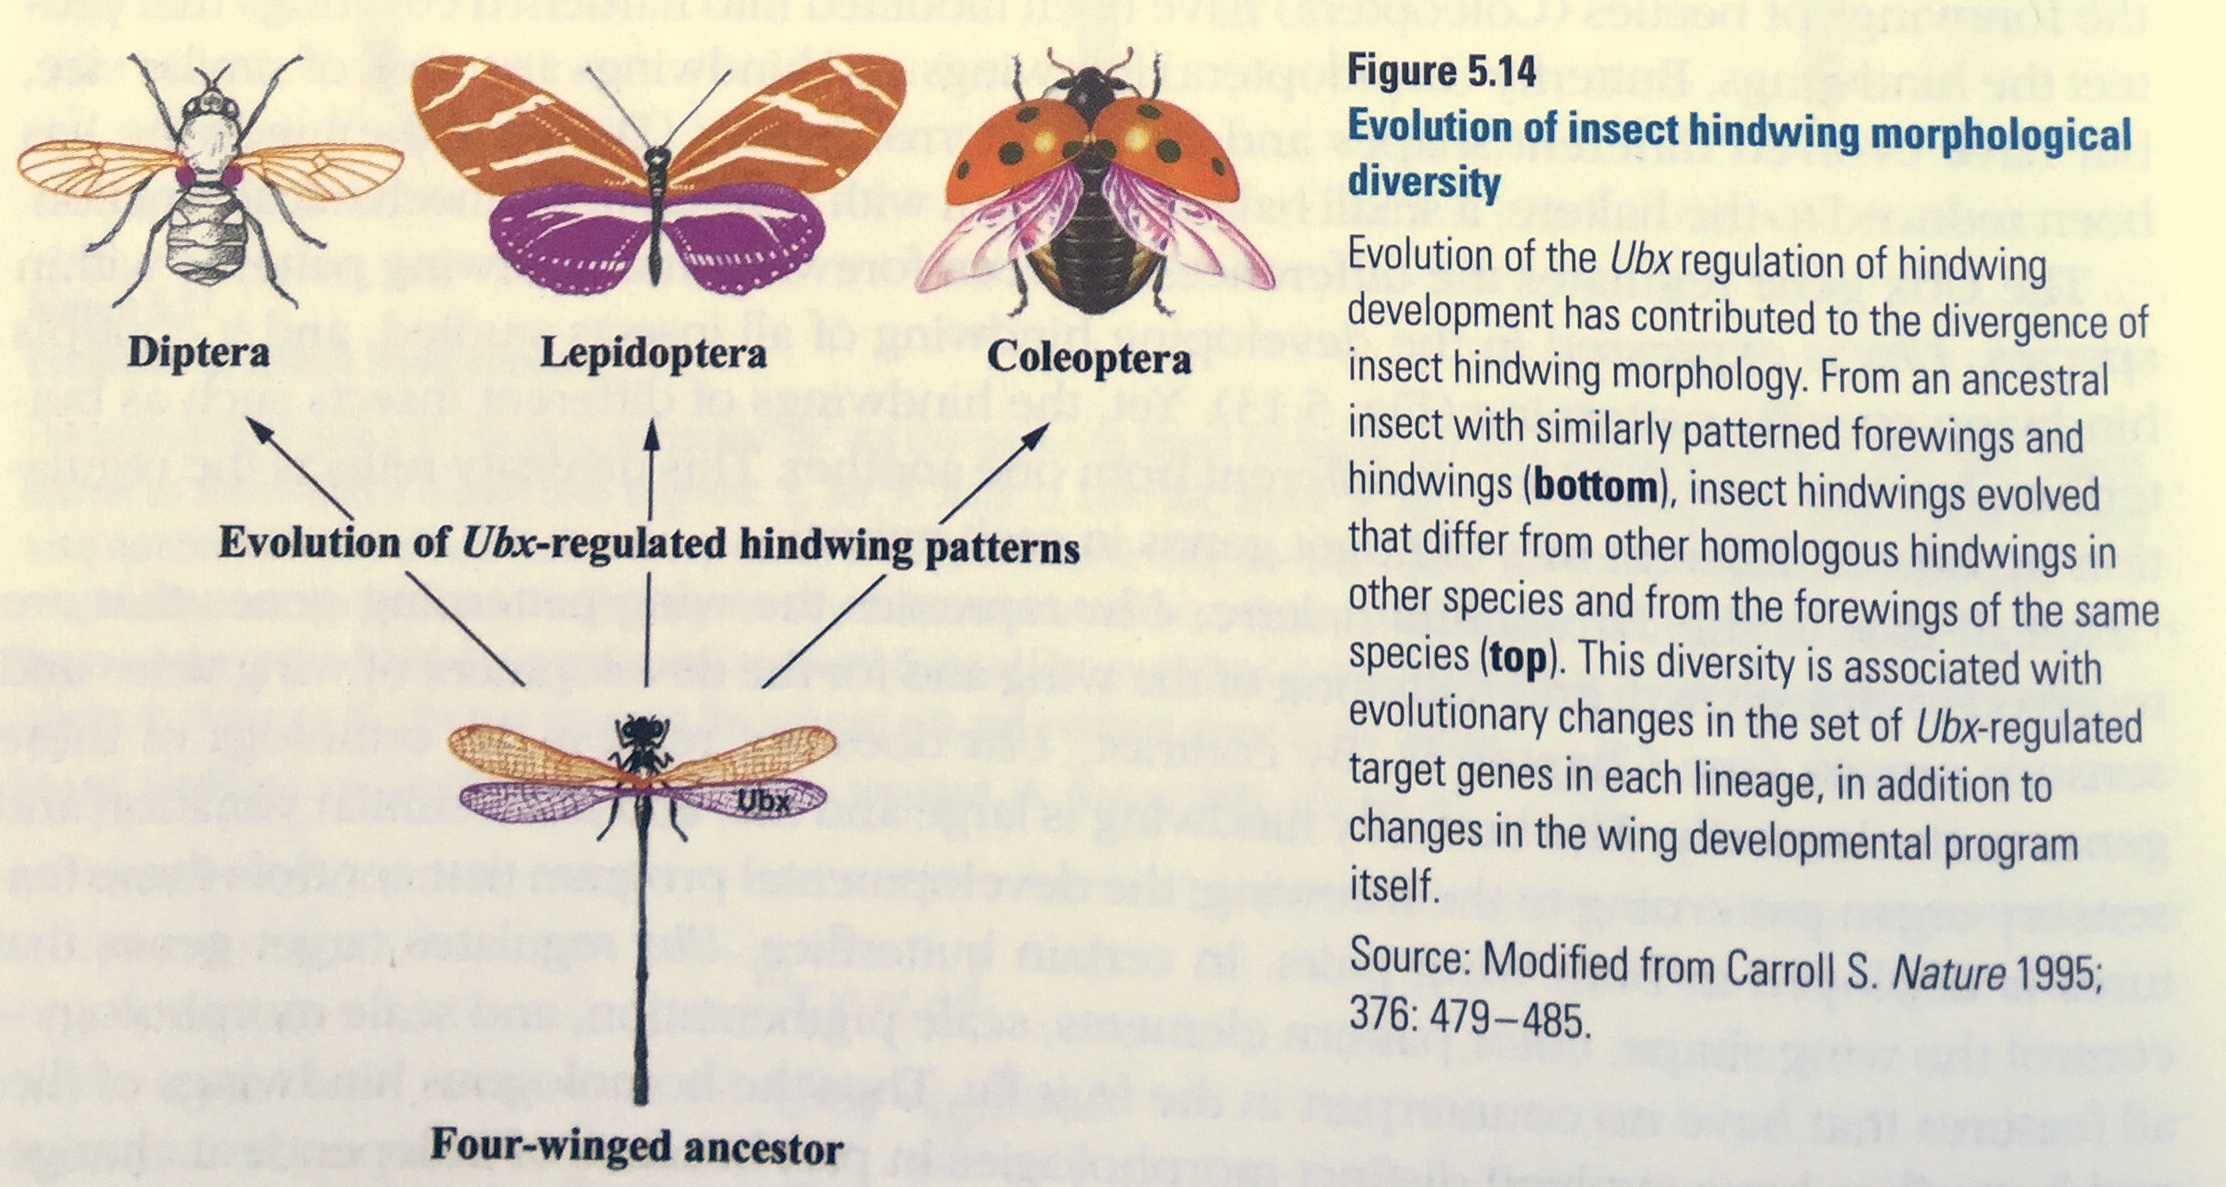 Diptera
Lepidoptera
Coleoptera
Evolution of Ubx-regulated hindwing patterns
Ubx
Four-winged ancestor
Figure 5.14
Evolution of insect hindwing morphological
diversity
Evolution of the Ubx regulation of hindwing
development has contributed to the divergence of
insect hindwing morphology. From an ancestral
insect with similarly patterned forewings and
hindwings (bottom), insect hindwings evolved
that differ from other homologous hindwings in
other species and from the forewings of the same
species (top). This diversity is associated with
evolutionary changes in the set of Ubx-regulated
target genes in each lineage, in addition to
changes in the wing developmental program
itself.
Source: Modified from Carroll S. Nature 1995;
376: 479–485.